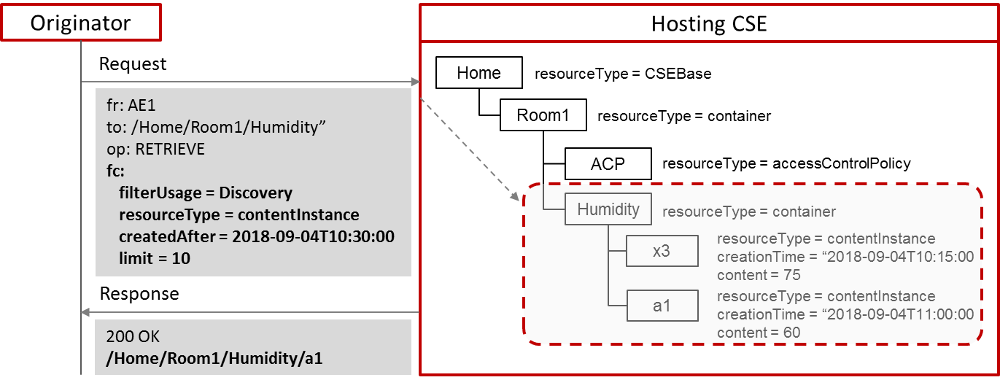 Originator
Request
fr: AE1
to: /Home/Room1/Humidity”
op: RETRIEVE
fc:
filterUsage = Discovery
resourceType = contentInstance
createdAfter = 2018-09-04T10:30:00
limit = 10
Response
200 OK
/Home/Room1/Humidity/a1
Hosting CSE
Home resourceType = CSEBase
Room1 resourceType = container
ACP resourceType = accessControlPolicy
Humidity resourceType = container
x3
resourceType = contentInstance
creationTime = “2018-09-04T10:15:00
content = 75
a1
resourceType = contentInstance
creationTime = “2018-09-04T11:00:00
content = 60